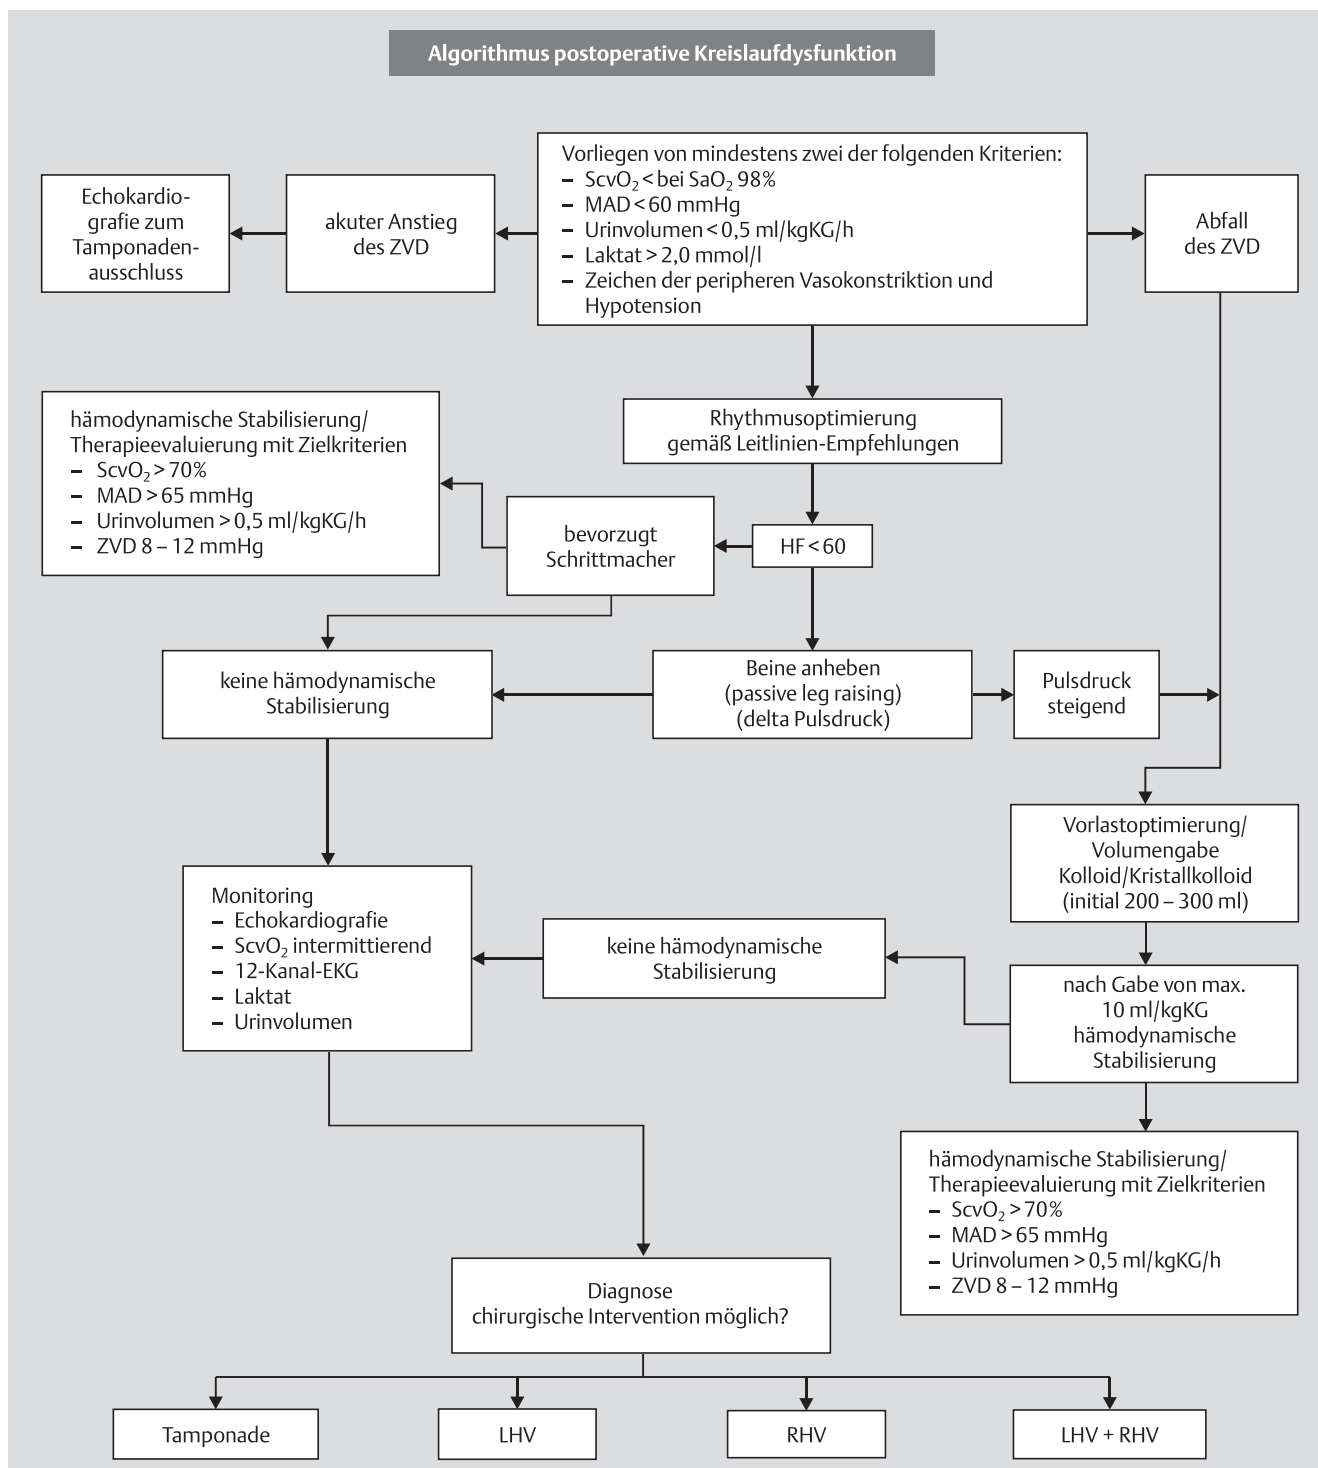 Algorithmus postoperative Kreislaufdysfunktion
Vorliegen von mindestens zwei der folgenden Kriterien:
– ScvO₂ < bei SaO₂ 98%
– MAD < 60 mmHg
– Urinvolumen < 0,5 ml/kgKG/h
– Laktat > 2,0 mmol/l
– Zeichen der peripheren Vasokonstriktion und
Hypotension
akuter Anstieg
des ZVD
Echokardio-
grafie zum
Tamponaden-
ausschluss
Abfall
des ZVD
Rhythmusoptimierung
gemäß Leitlinien-Empfehlungen
hämodynamische Stabilisierung/
Therapieevaluierung mit Zielkriterien
– ScvO₂ > 70%
– MAD > 65 mmHg
– Urinvolumen > 0,5 ml/kgKG/h
– ZVD 8 – 12 mmHg
bevorzugt
Schrittmacher
HF < 60
keine hämodynamische
Stabilisierung
Beine anheben
(passive leg raising)
(delta Pulsdruck)
Pulsdruck
steigend
Vorlastoptimierung/
Volumengabe
Kolloid/Kristallkolloid
(initial 200 – 300 ml)
Monitoring
– Echokardiografie
– ScvO₂ intermittierend
– 12-Kanal-EKG
– Laktat
– Urinvolumen
keine hämodynamische
Stabilisierung
nach Gabe von max.
10 ml/kgKG
hämodynamische
Stabilisierung
hämodynamische Stabilisierung/
Therapieevaluierung mit Zielkriterien
– ScvO₂ > 70%
– MAD > 65 mmHg
– Urinvolumen > 0,5 ml/kgKG/h
– ZVD 8 – 12 mmHg
Diagnose
chirurgische Intervention möglich?
Tamponade
LHV
RHV
LHV + RHV